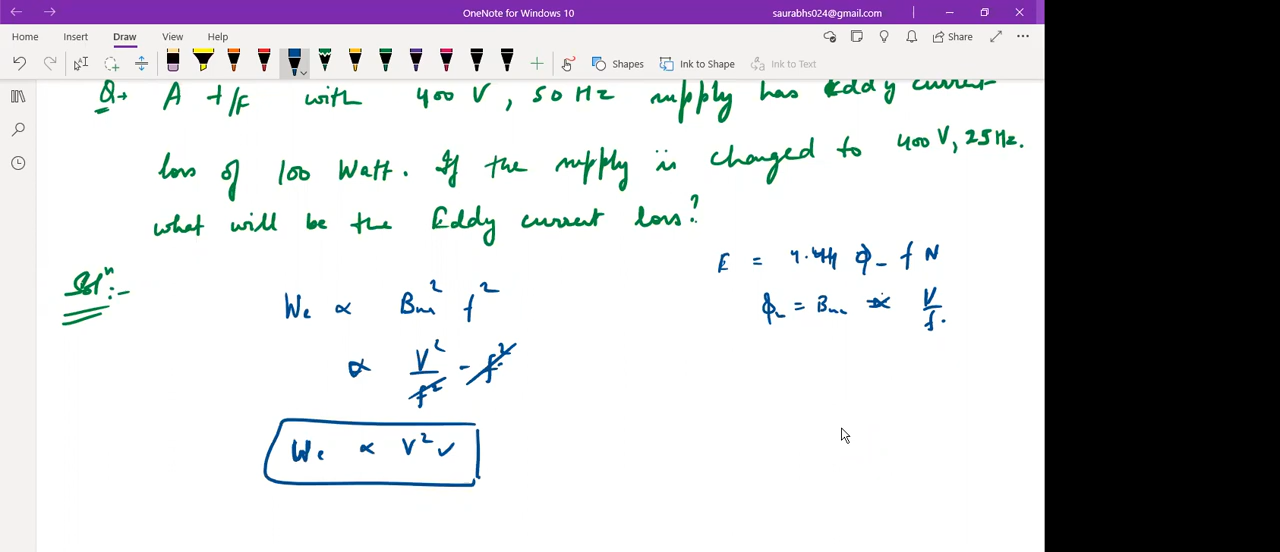 OneNote for Windows 10
saurabhs024@gmail.com
Home Insert Draw View Help
Share
Shapes
Ink to Shape
Ink to Text
Q→ A t/F with 400 V, 50 Hz supply has Eddy current
loss of 100 Watt. If the supply is changed to 400 V, 25 Hz.
what will be the Eddy current loss?
Solⁿ:-
E = 4.44 ϕm f N
We ∝ Bm² f²
ϕm = Bm ∝ V/f.
∝ V²/f² - f²
We ∝ V² ✓